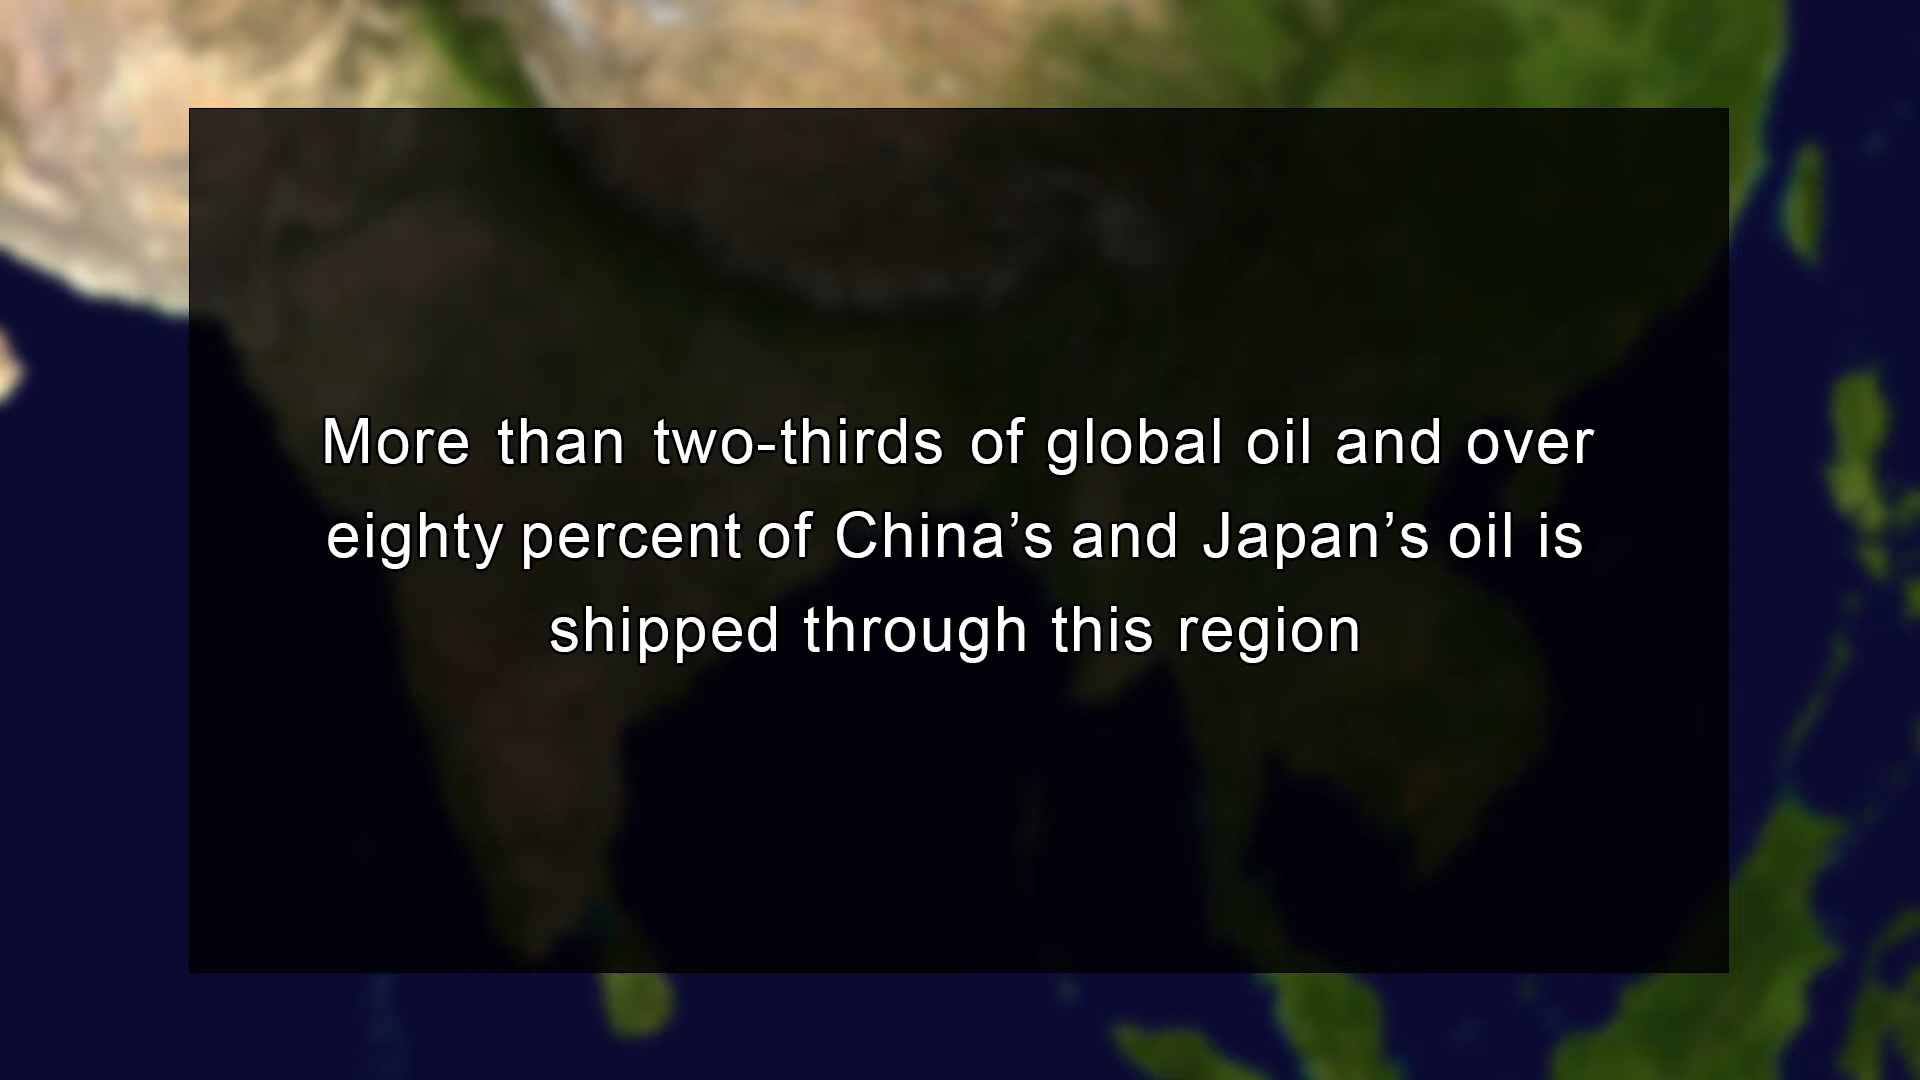 More than two-thirds of global oil and over
eighty percent of China’s and Japan’s oil is
shipped through this region